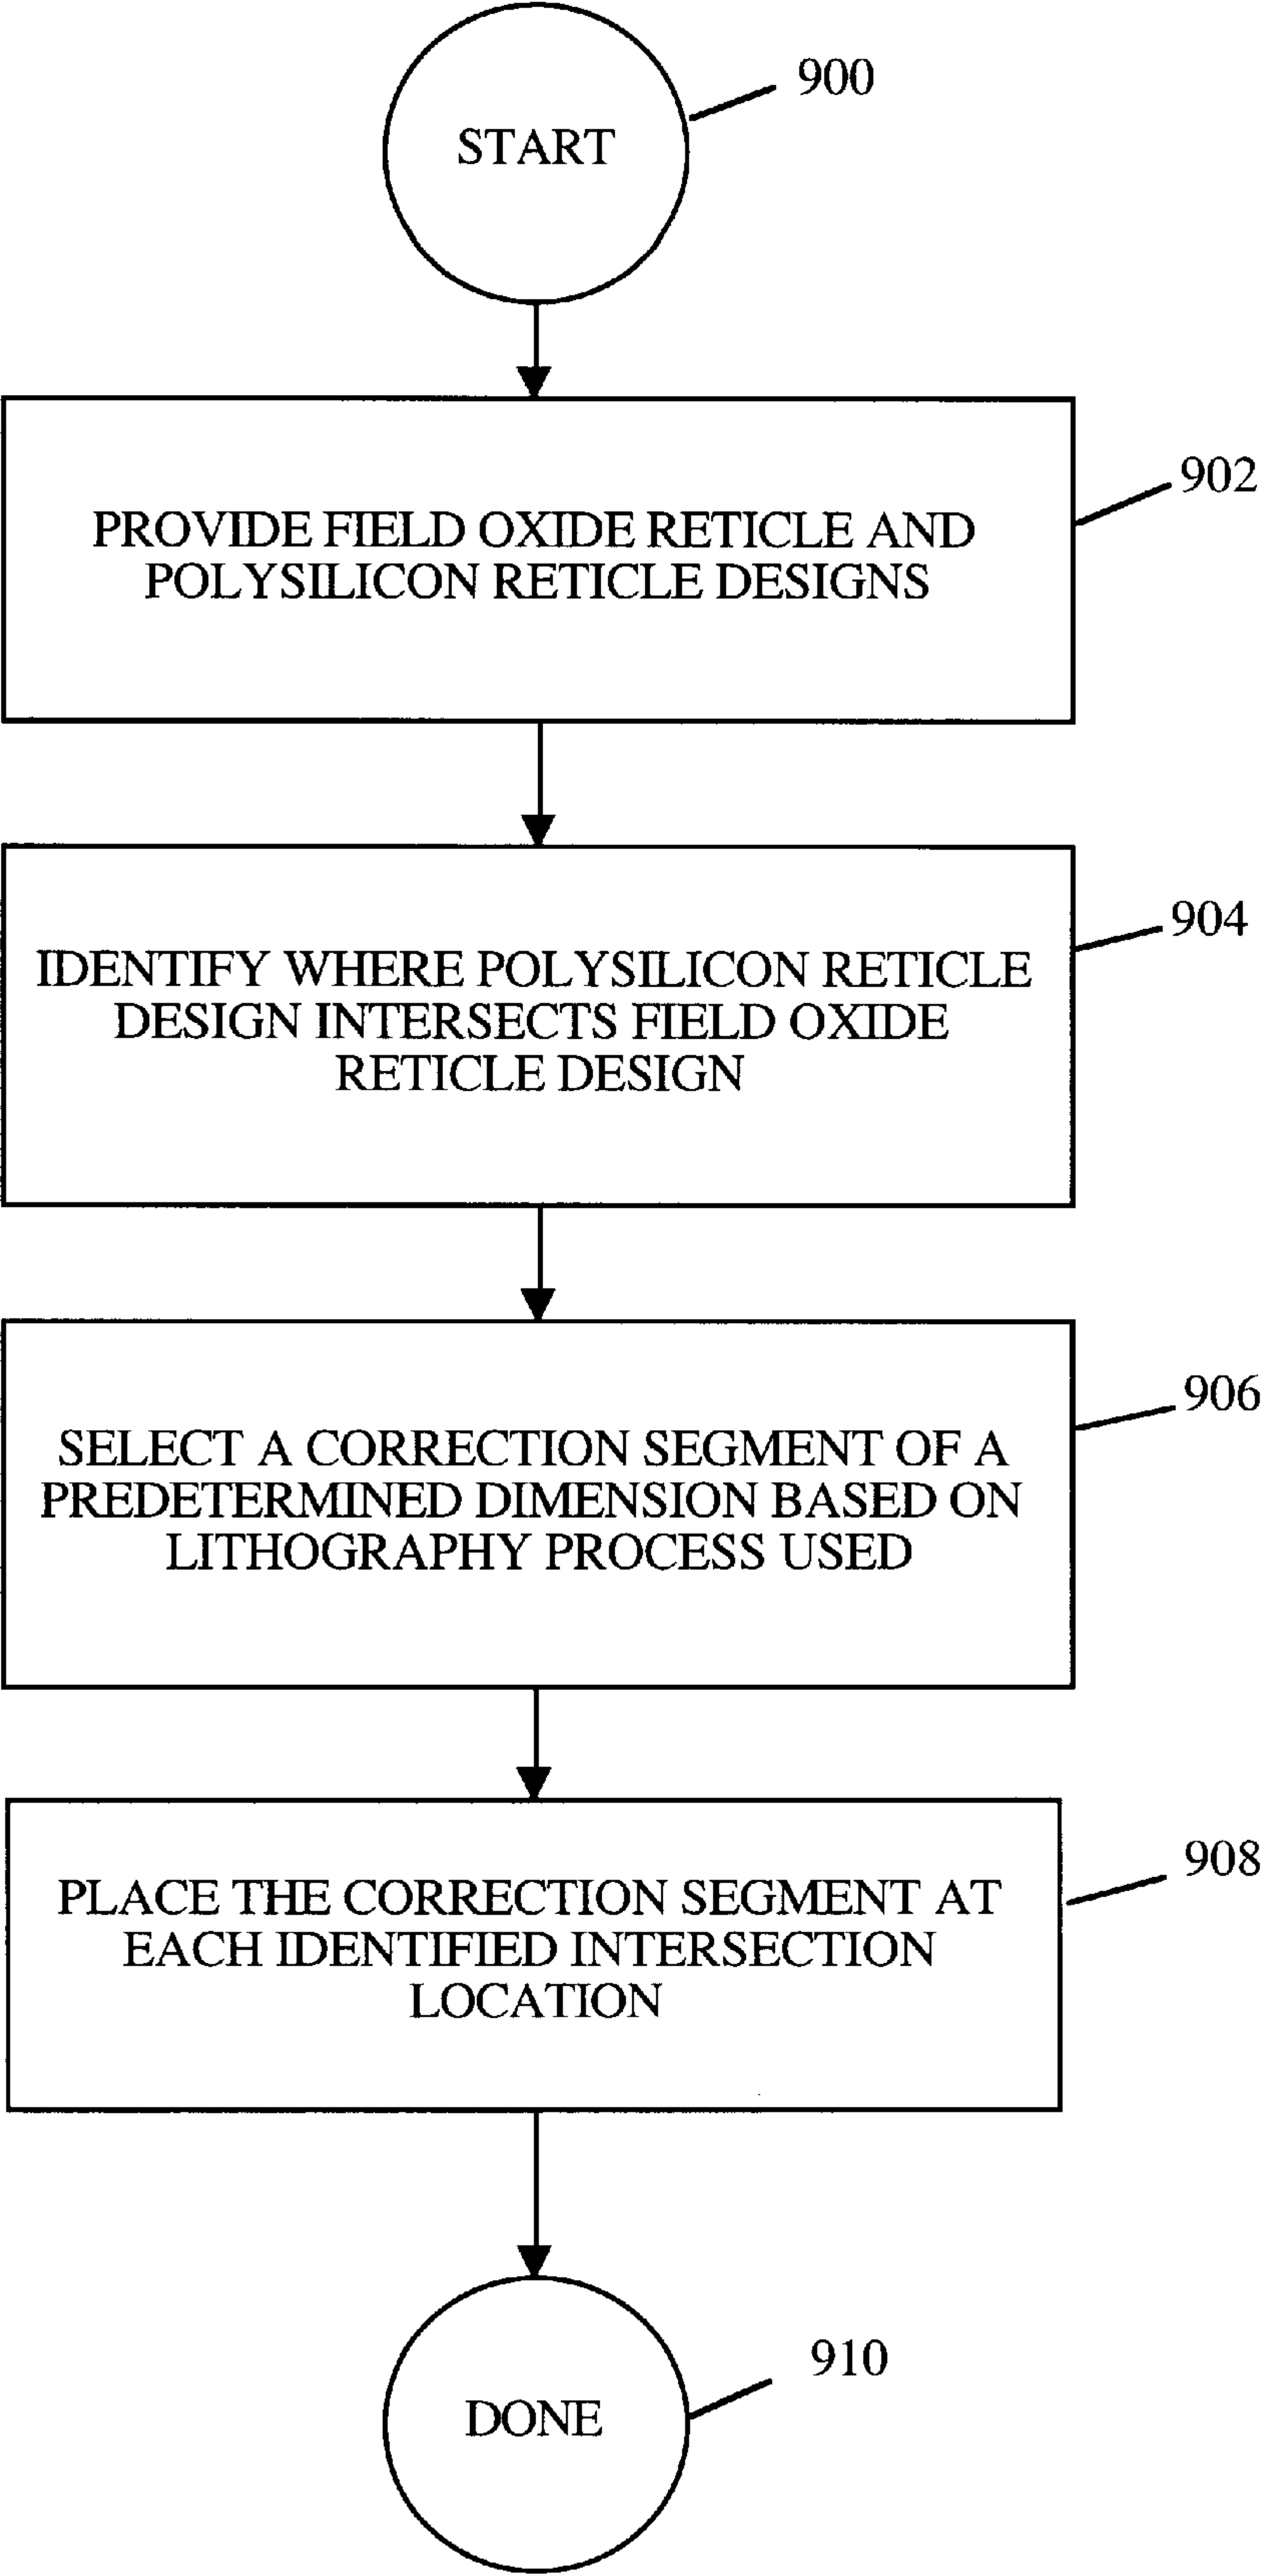 900
START
902
PROVIDE FIELD OXIDE RETICLE AND
POLYSILICON RETICLE DESIGNS
904
IDENTIFY WHERE POLYSILICON RETICLE
DESIGN INTERSECTS FIELD OXIDE
RETICLE DESIGN
906
SELECT A CORRECTION SEGMENT OF A
PREDETERMINED DIMENSION BASED ON
LITHOGRAPHY PROCESS USED
908
PLACE THE CORRECTION SEGMENT AT
EACH IDENTIFIED INTERSECTION
LOCATION
910
DONE